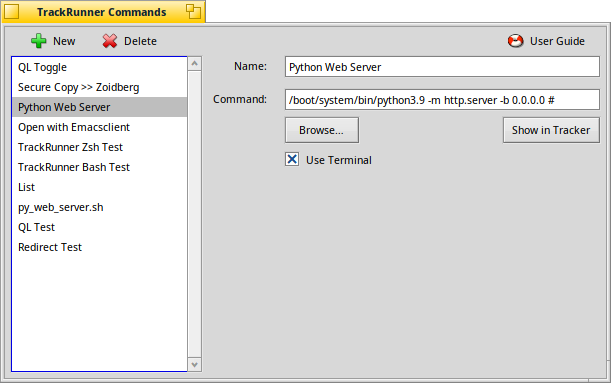 TrackRunner Commands
New
Delete
User Guide
QL Toggle
Secure Copy >> Zoidberg
Python Web Server
Open with Emacsclient
TrackRunner Zsh Test
TrackRunner Bash Test
List
py_web_server.sh
QL Test
Redirect Test
Name:
Python Web Server
Command:
/boot/system/bin/python3.9 -m http.server -b 0.0.0.0 #
Browse...
Show in Tracker
Use Terminal